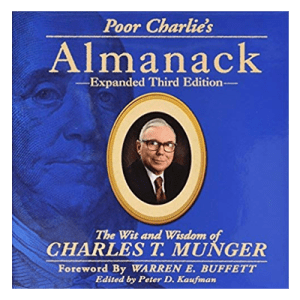 Poor Charlie's
Almanack
—Expanded Third Edition—
The Wit and Wisdom of
CHARLES T. MUNGER
Foreword By WARREN E. BUFFETT
Edited by Peter D. Kaufman